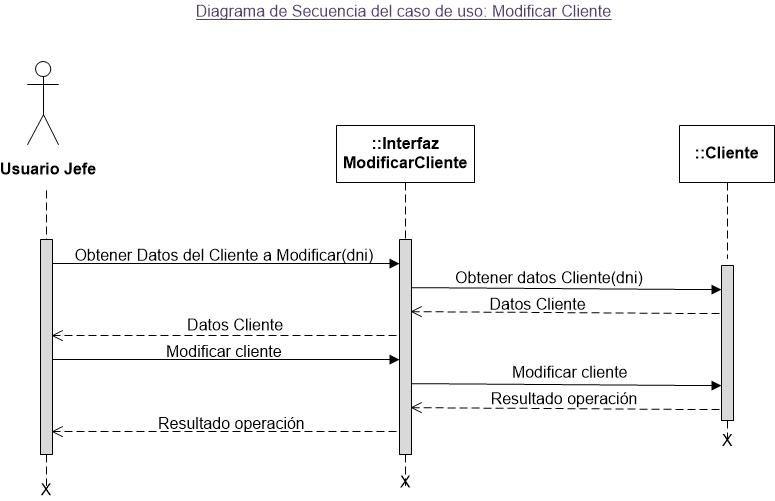 Diagrama de Secuencia del caso de uso: Modificar Cliente
Usuario Jefe
::Interfaz
ModificarCliente
::Cliente
Obtener Datos del Cliente a Modificar(dni)
Obtener datos Cliente(dni)
Datos Cliente
Datos Cliente
Modificar cliente
Modificar cliente
Resultado operación
Resultado operación
X
X
X